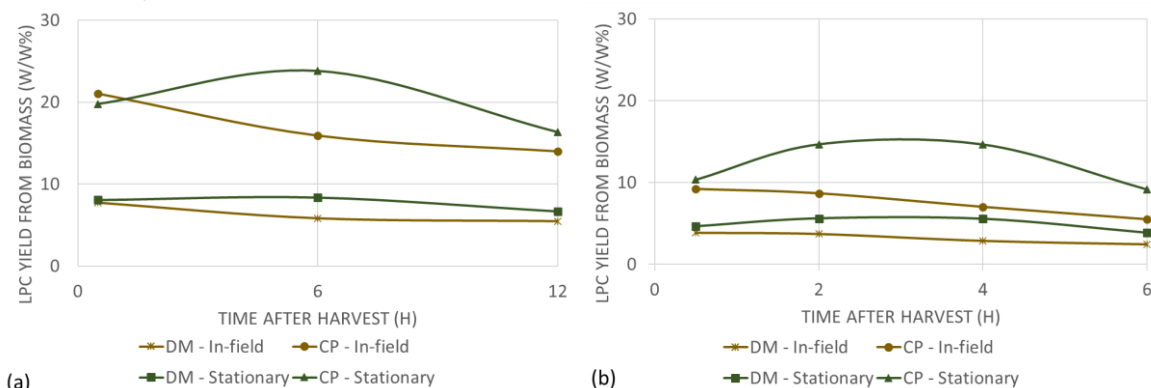 30
20
10
0
0
6
12
LPC YIELD FROM BIOMASS (W/W%)
TIME AFTER HARVEST (H)
DM - In-field
CP - In-field
DM - Stationary
CP - Stationary
(a)
30
20
10
0
0
2
4
6
LPC YIELD FROM BIOMASS (W/W%)
TIME AFTER HARVEST (H)
DM - In-field
CP - In-field
DM - Stationary
CP - Stationary
(b)